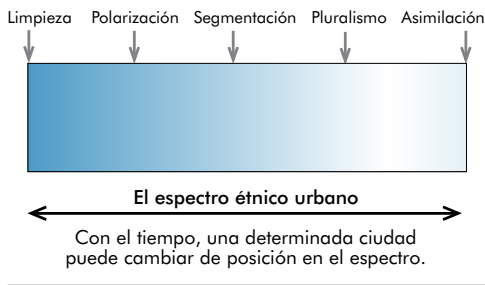 Limpieza Polarización Segmentación Pluralismo Asimilación
El espectro étnico urbano
Con el tiempo, una determinada ciudad
puede cambiar de posición en el espectro.